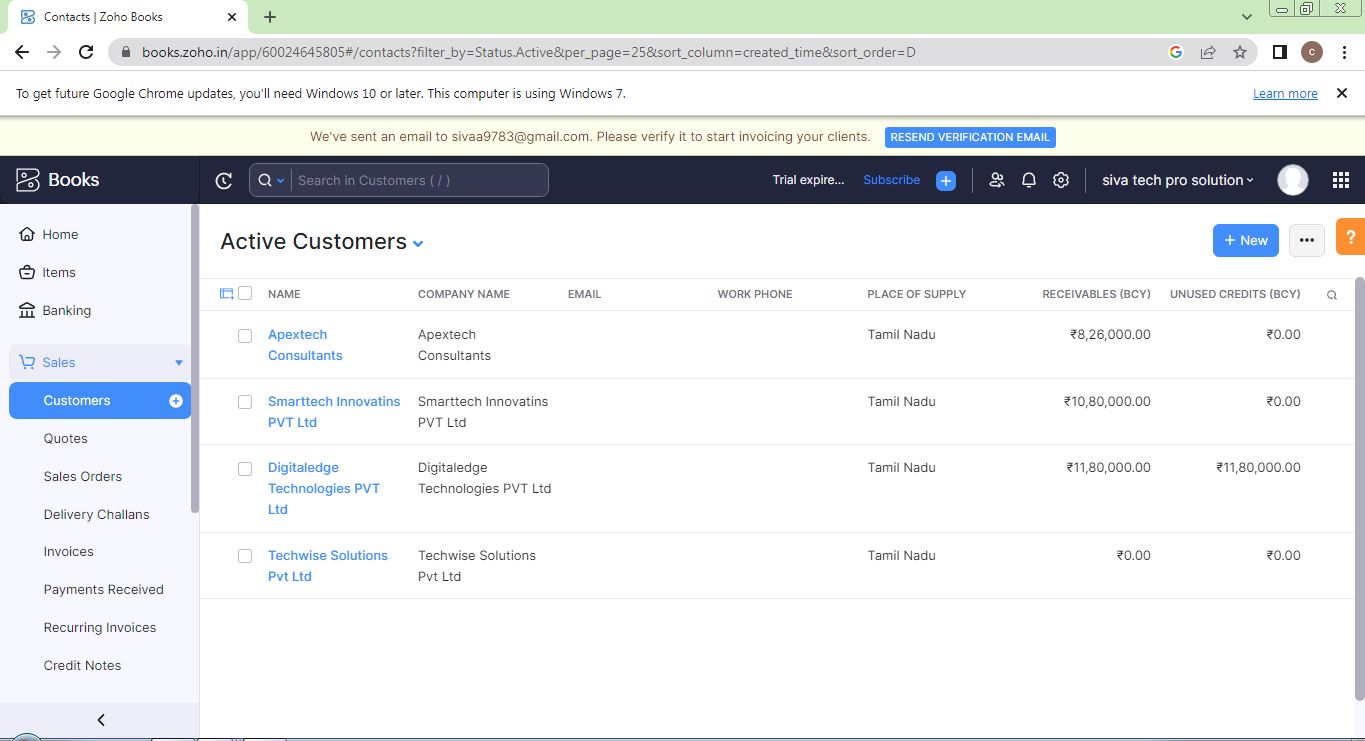 Contacts | Zoho Books
books.zoho.in/app/60024645805#/contacts?filter_by=Status.Active&per_page=25&sort_column=created_time&sort_order=D
C
To get future Google Chrome updates, you'll need Windows 10 or later. This computer is using Windows 7.
Learn more
We've sent an email to sivaa9783@gmail.com. Please verify it to start invoicing your clients.
RESEND VERIFICATION EMAIL
Books
Search in Customers ( / )
Trial expire...
Subscribe
siva tech pro solution
Home
Items
Banking
Sales
Customers
Quotes
Sales Orders
Delivery Challans
Invoices
Payments Received
Recurring Invoices
Credit Notes
Active Customers
+ New
?
NAME COMPANY NAME EMAIL WORK PHONE PLACE OF SUPPLY RECEIVABLES (BCY) UNUSED CREDITS (BCY)
Apextech Apextech Tamil Nadu ₹8,26,000.00 ₹0.00
Consultants Consultants
Smarttech Innovatins Smarttech Innovatins Tamil Nadu ₹10,80,000.00 ₹0.00
PVT Ltd PVT Ltd
Digitaledge Digitaledge Tamil Nadu ₹11,80,000.00 ₹11,80,000.00
Technologies PVT Technologies PVT Ltd
Ltd
Techwise Solutions Techwise Solutions Tamil Nadu ₹0.00 ₹0.00
Pvt Ltd Pvt Ltd